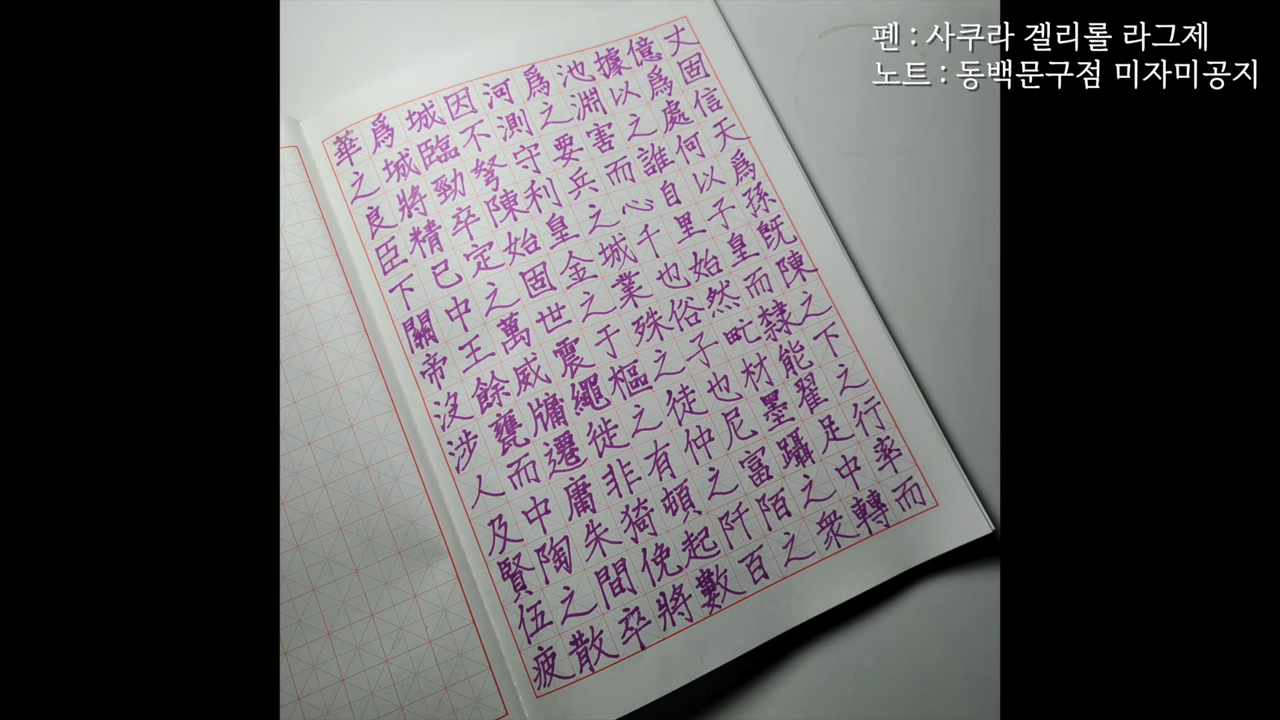 펜 : 사쿠라 겔리롤 라그제
노트 : 동백문구점 미자미공지
華爲城因河爲池據億丈
之城臨不測之淵以爲固
良將勁弩守要害之處信
臣精卒陳利兵而誰何天
下已定始皇之心自以爲
關中之固金城千里子孫
帝王萬世之業也始皇旣
沒餘威震于殊俗然而陳
涉甕牖繩樞之子甿隸之
人而遷徙之徒也材能下
及中庸非有仲尼墨翟之
賢陶朱猗頓之富躡足行
伍之間俛起阡陌之中率
疲散卒將數百之衆轉而